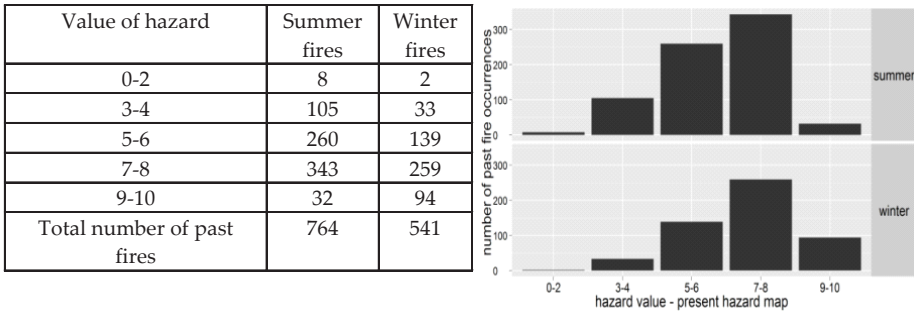 Value of hazard Summer fires Winter fires
0-2 8 2
3-4 105 33
5-6 260 139
7-8 343 259
9-10 32 94
Total number of past fires 764 541
number of past fire occurrences
300
200
100
0
summer
300
200
100
0
winter
0-2 3-4 5-6 7-8 9-10
hazard value - present hazard map